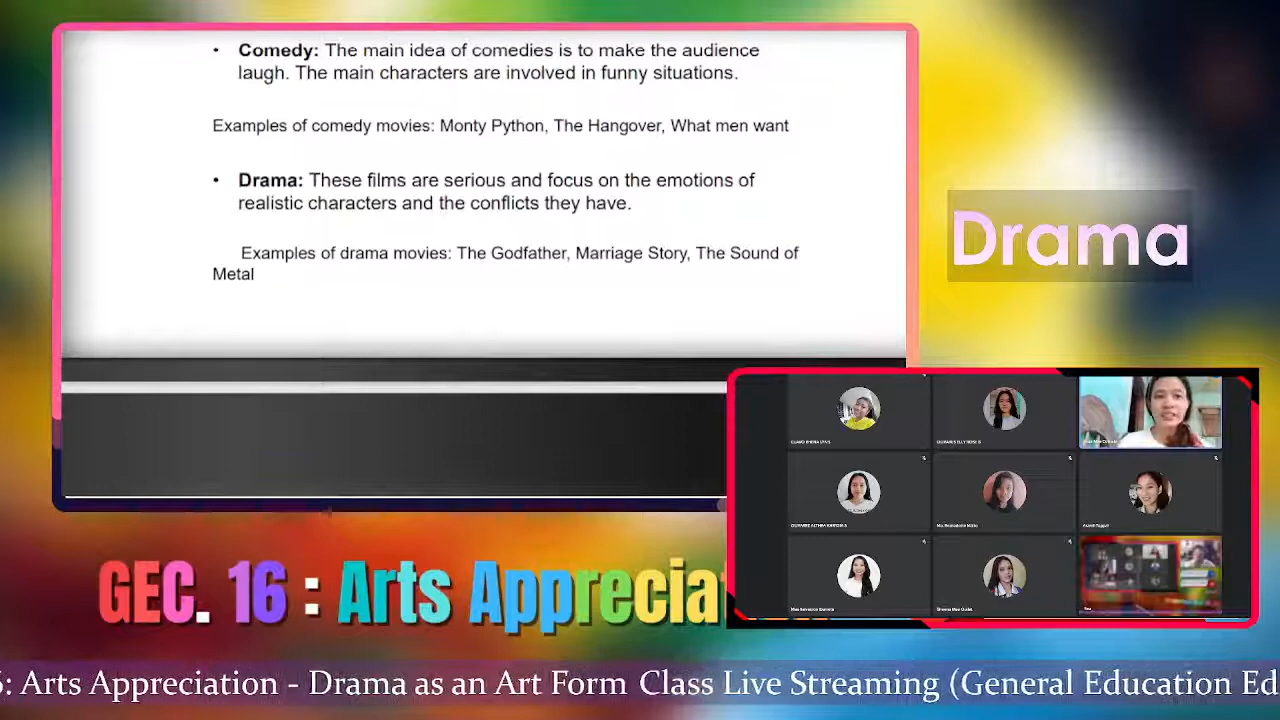 • Comedy: The main idea of comedies is to make the audience
laugh. The main characters are involved in funny situations.
Examples of comedy movies: Monty Python, The Hangover, What men want
• Drama: These films are serious and focus on the emotions of
realistic characters and the conflicts they have.
Examples of drama movies: The Godfather, Marriage Story, The Sound of
Metal
Drama
GEC. 16 : Arts Appreciat
: Arts Appreciation - Drama as an Art Form Class Live Streaming (General Education Ed